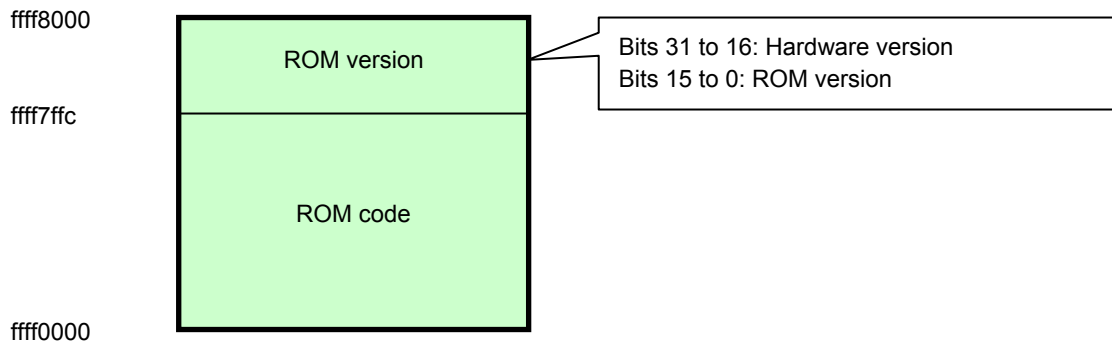 ffff8000
ROM version
Bits 31 to 16: Hardware version
Bits 15 to 0: ROM version
ffff7ffc
ROM code
ffff0000